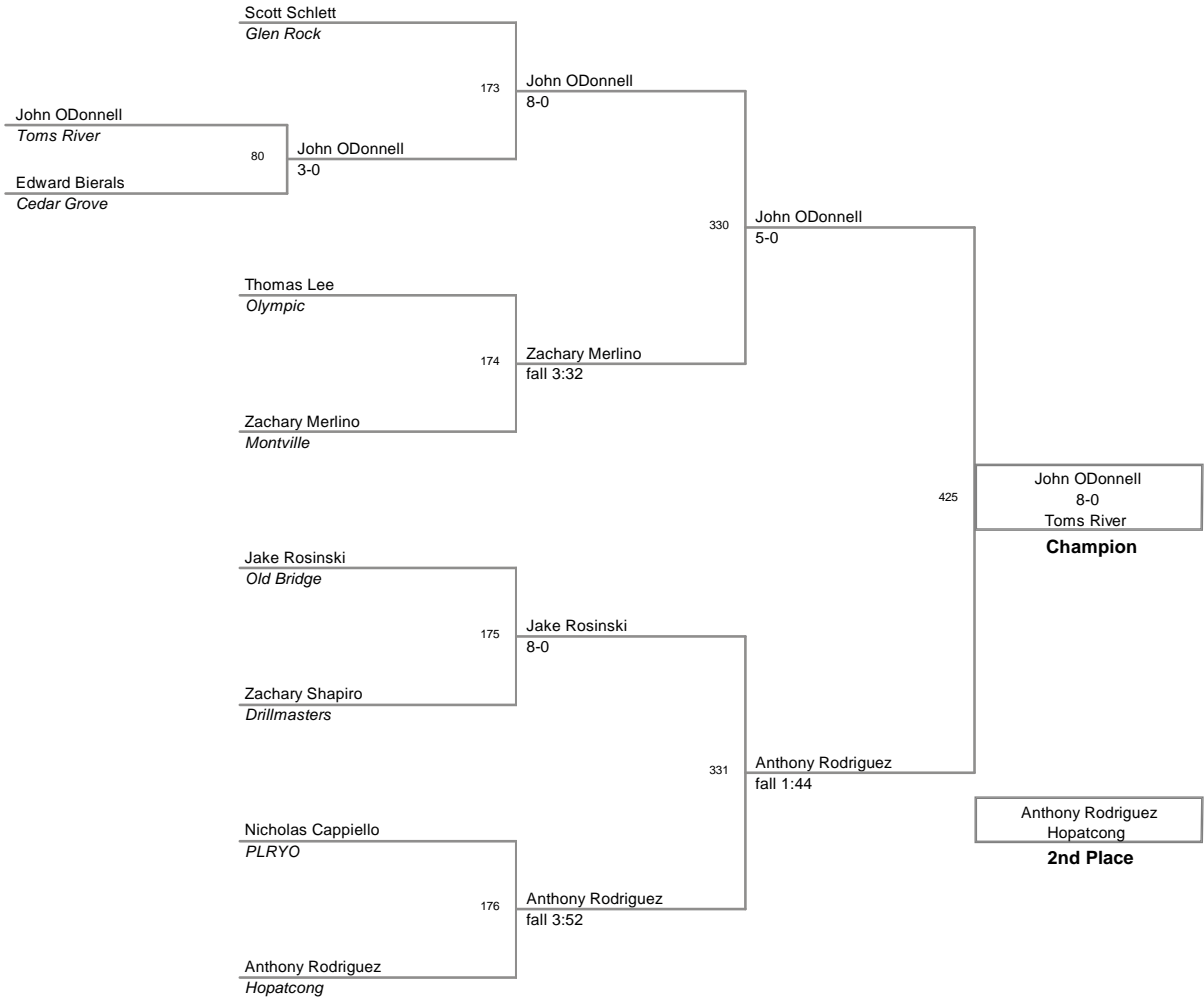 Scott Schlett
Glen Rock
173
John ODonnell
8-0
John ODonnell
Toms River
80
John ODonnell
3-0
Edward Bierals
Cedar Grove
330
John ODonnell
5-0
Thomas Lee
Olympic
174
Zachary Merlino
fall 3:32
Zachary Merlino
Montville
425
John ODonnell
8-0
Toms River
Champion
Jake Rosinski
Old Bridge
175
Jake Rosinski
8-0
Zachary Shapiro
Drillmasters
331
Anthony Rodriguez
fall 1:44
Anthony Rodriguez
Hopatcong
2nd Place
Nicholas Cappiello
PLRYO
176
Anthony Rodriguez
fall 3:52
Anthony Rodriguez
Hopatcong